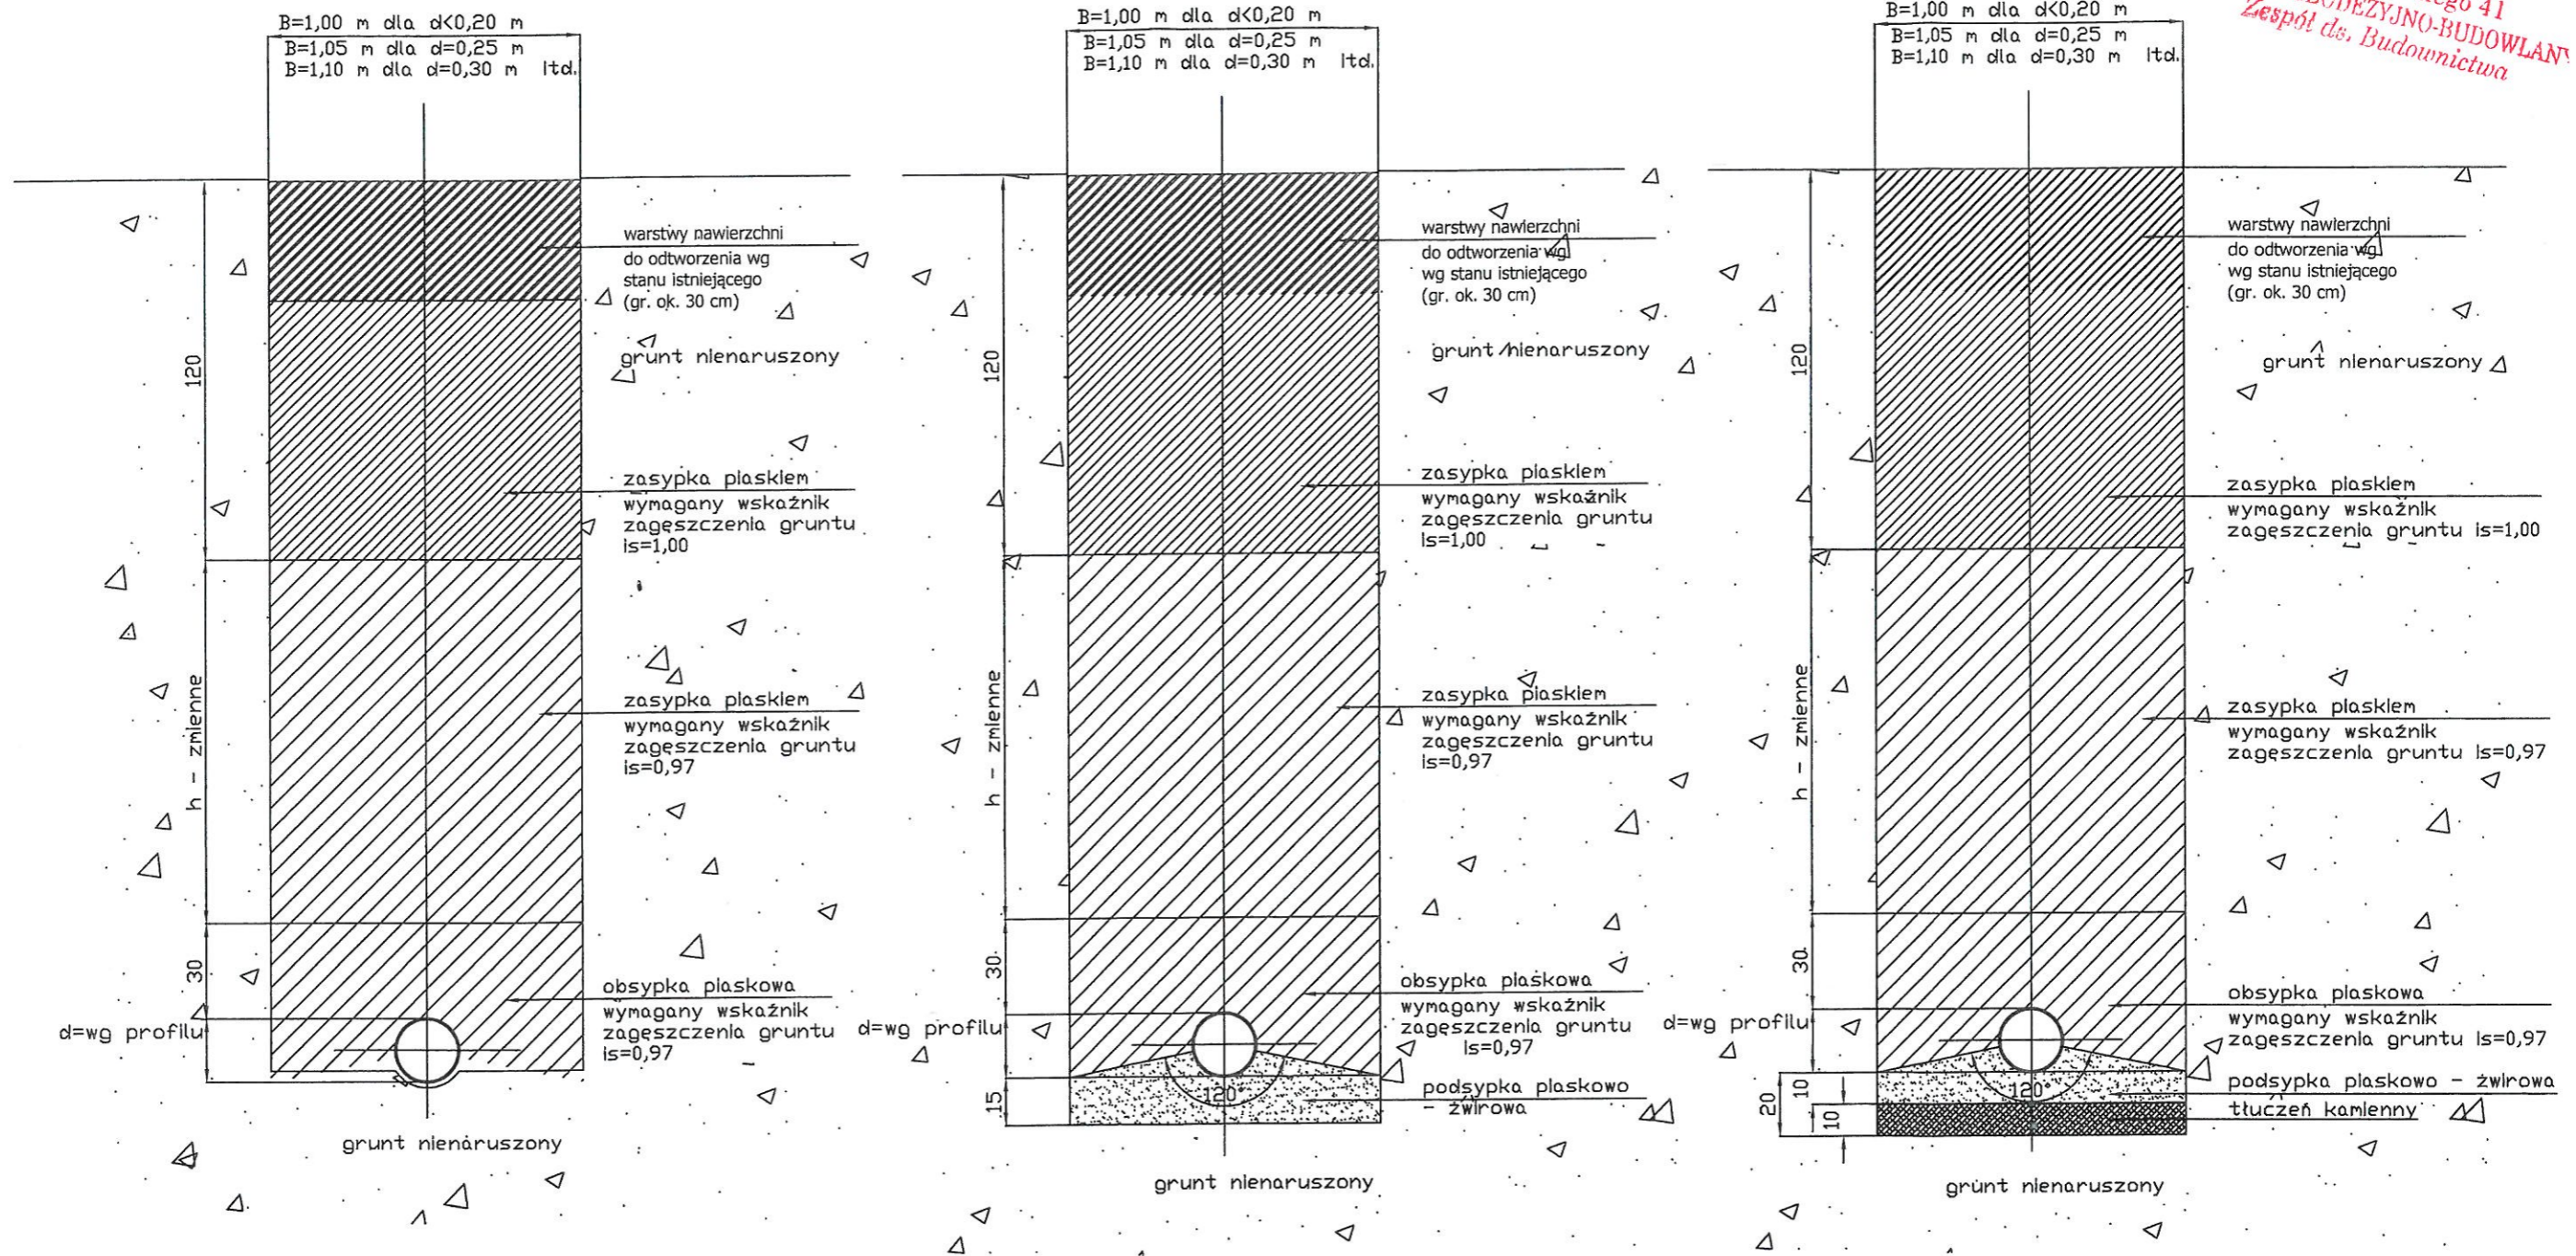 B=1,00 m dla d<0,20 m
B=1,05 m dla d=0,25 m
B=1,10 m dla d=0,30 m itd.
warstwy nawierzchni
do odtworzenia wg
stanu istniejącego
(gr. ok. 30 cm)
grunt nienaruszony
120
zasypka piaskiem
wymagany wskaźnik
zagęszczenia gruntu
is=1,00
h - zmienne
zasypka piaskiem
wymagany wskaźnik
zagęszczenia gruntu
is=0,97
30
obsypka piaskowa
wymagany wskaźnik
zagęszczenia gruntu
is=0,97
d=wg profilu
grunt nienaruszony
B=1,00 m dla d<0,20 m
B=1,05 m dla d=0,25 m
B=1,10 m dla d=0,30 m itd.
warstwy nawierzchni
do odtworzenia wg
wg stanu istniejącego
(gr. ok. 30 cm)
grunt nienaruszony
120
zasypka piaskiem
wymagany wskaźnik
zagęszczenia gruntu
is=1,00
h - zmienne
zasypka piaskiem
wymagany wskaźnik
zagęszczenia gruntu
is=0,97
30
obsypka piaskowa
wymagany wskaźnik
zagęszczenia gruntu
is=0,97
d=wg profilu
120°
15
podsypka piaskowo
- żwirowa
grunt nienaruszony
B=1,00 m dla d<0,20 m
B=1,05 m dla d=0,25 m
B=1,10 m dla d=0,30 m itd.
41
BUDOWLANY
Zespół ds. Budownictwa
warstwy nawierzchni
do odtworzenia wg
wg stanu istniejącego
(gr. ok. 30 cm)
grunt nienaruszony
120
zasypka piaskiem
wymagany wskaźnik
zagęszczenia gruntu is=1,00
h - zmienne
zasypka piaskiem
wymagany wskaźnik
zagęszczenia gruntu is=0,97
30
obsypka piaskowa
wymagany wskaźnik
zagęszczenia gruntu is=0,97
d=wg profilu
120°
20
10
10
podsypka piaskowo - żwirowa
tłuczeń kamienny
grunt nienaruszony